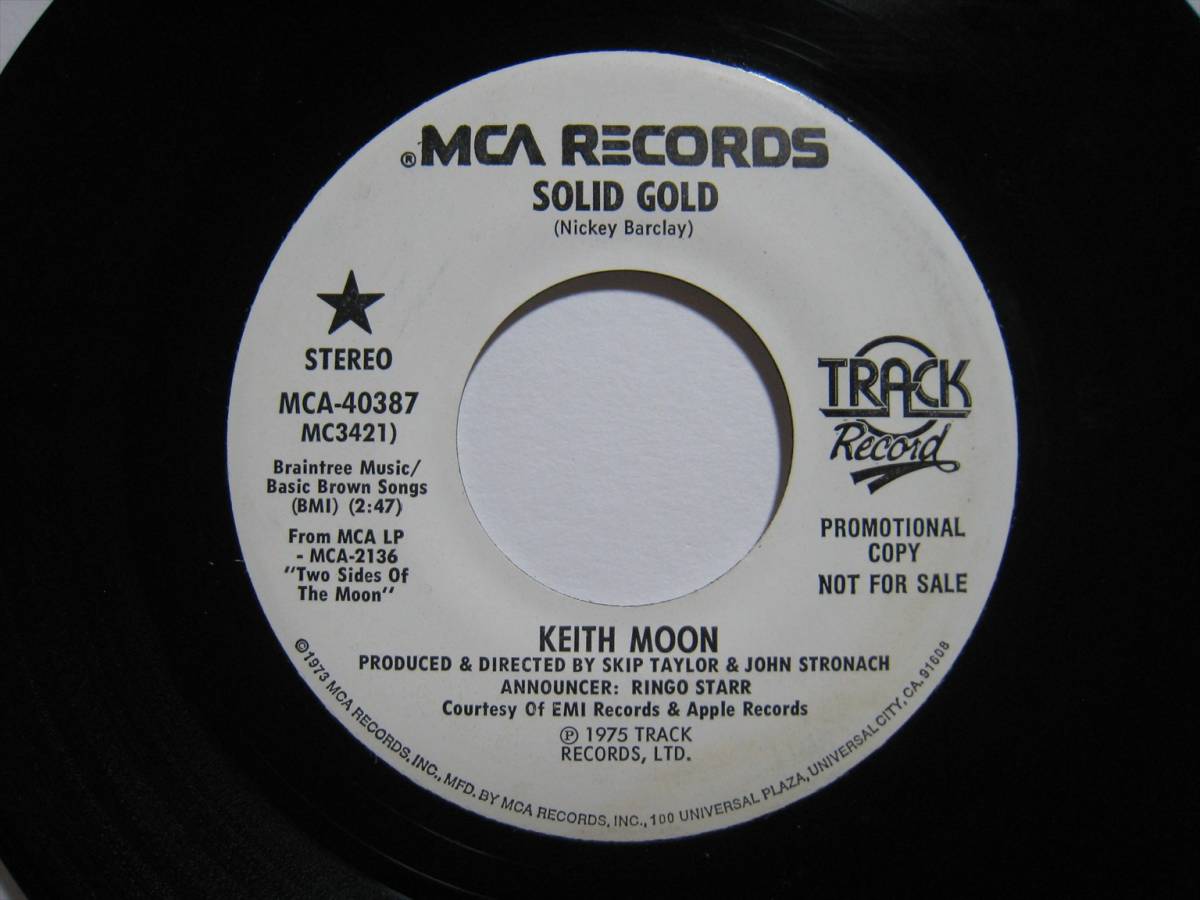 ® MCA RECORDS
SOLID GOLD
(Nickey Barclay)
STEREO
MCA-40387
MC3421)
Braintree Music/
Basic Brown Songs
(BMI) (2:47)
From MCA LP
- MCA-2136
"Two Sides Of
The Moon"
TRACK
Record
PROMOTIONAL
COPY
NOT FOR SALE
KEITH MOON
PRODUCED & DIRECTED BY SKIP TAYLOR & JOHN STRONACH
ANNOUNCER: RINGO STARR
Courtesy Of EMI Records & Apple Records
℗ 1975 TRACK
RECORDS, LTD.
©1973 MCA RECORDS, INC., MFD. BY MCA RECORDS, INC., 100 UNIVERSAL PLAZA, UNIVERSAL CITY, CA. 91608